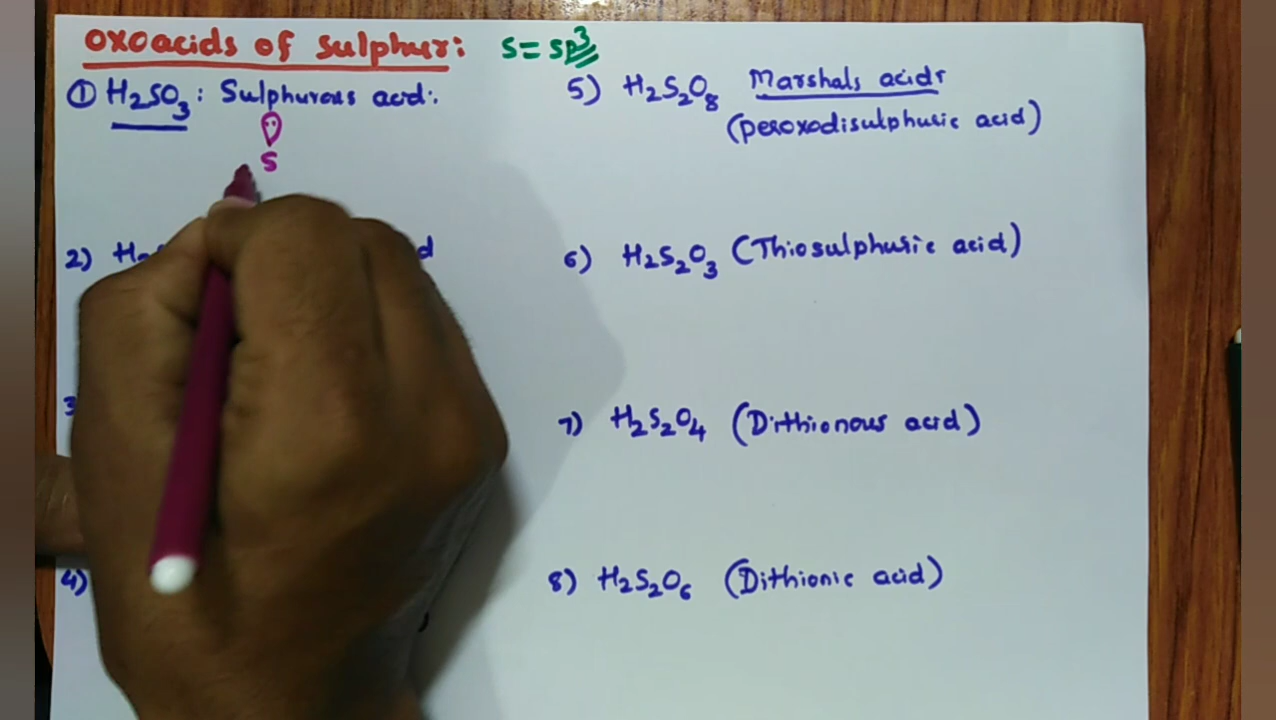 Oxoacids of Sulphur: S = sp³
① H₂SO₃: Sulphurous acid:
S
2) H₂
3
4)
5) H₂S₂O₈ Marshals acid
(peroxodisulphuric acid)
6) H₂S₂O₃ (Thiosulphuric acid)
7) H₂S₂O₄ (Dithionous acid)
8) H₂S₂O₆ (Dithionic acid)